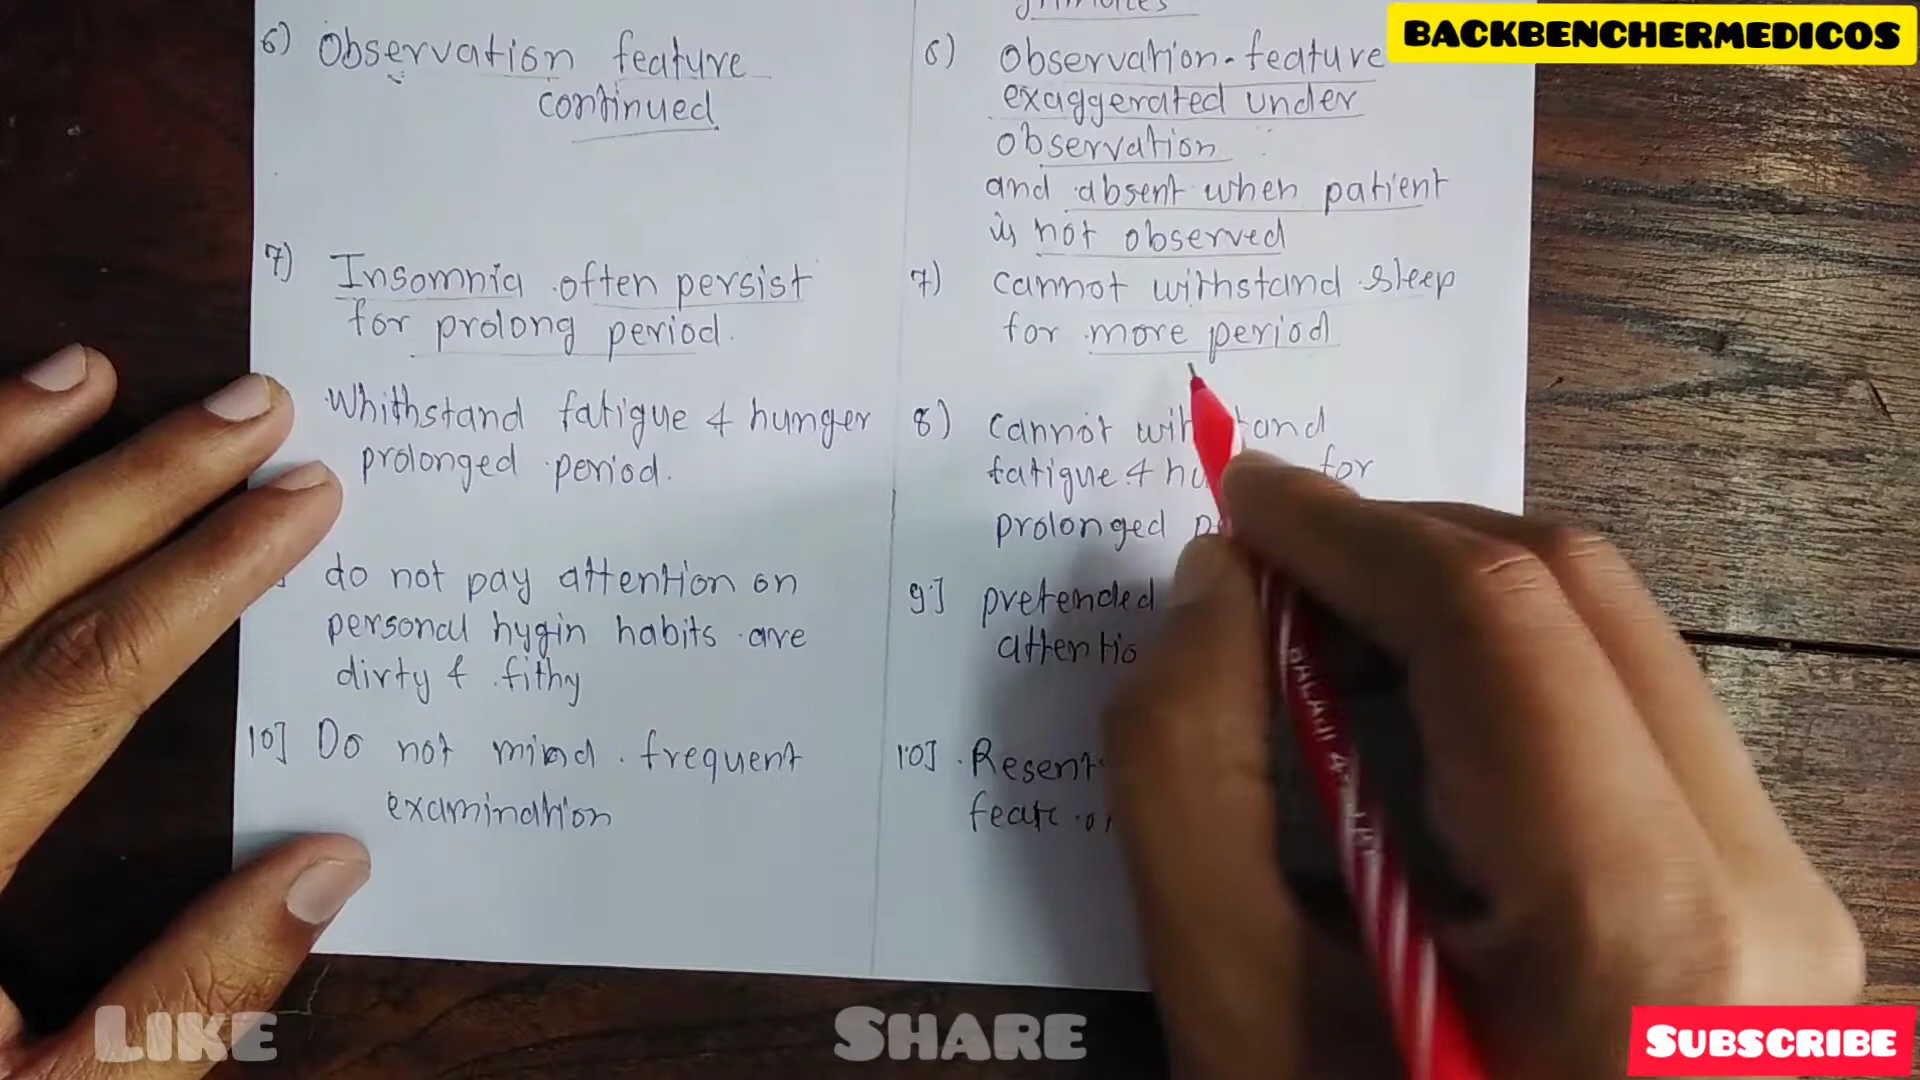 BACKBENCHERMEDICOS
6) Observation feature
continued
7) Insomnia often persist
for prolong period.
Whithstand fatigue & hunger
prolonged period.
do not pay attention on
personal hygin habits are
dirty & fithy
10] Do not mind frequent
examination
6) observation-feature
exaggerated under
observation
and absent when patient
is not observed
7) cannot withstand sleep
for more period
8) cannot
fatigue & for
prolonged
9] pretended
10] Resent
LIKE
SHARE
SUBSCRIBE